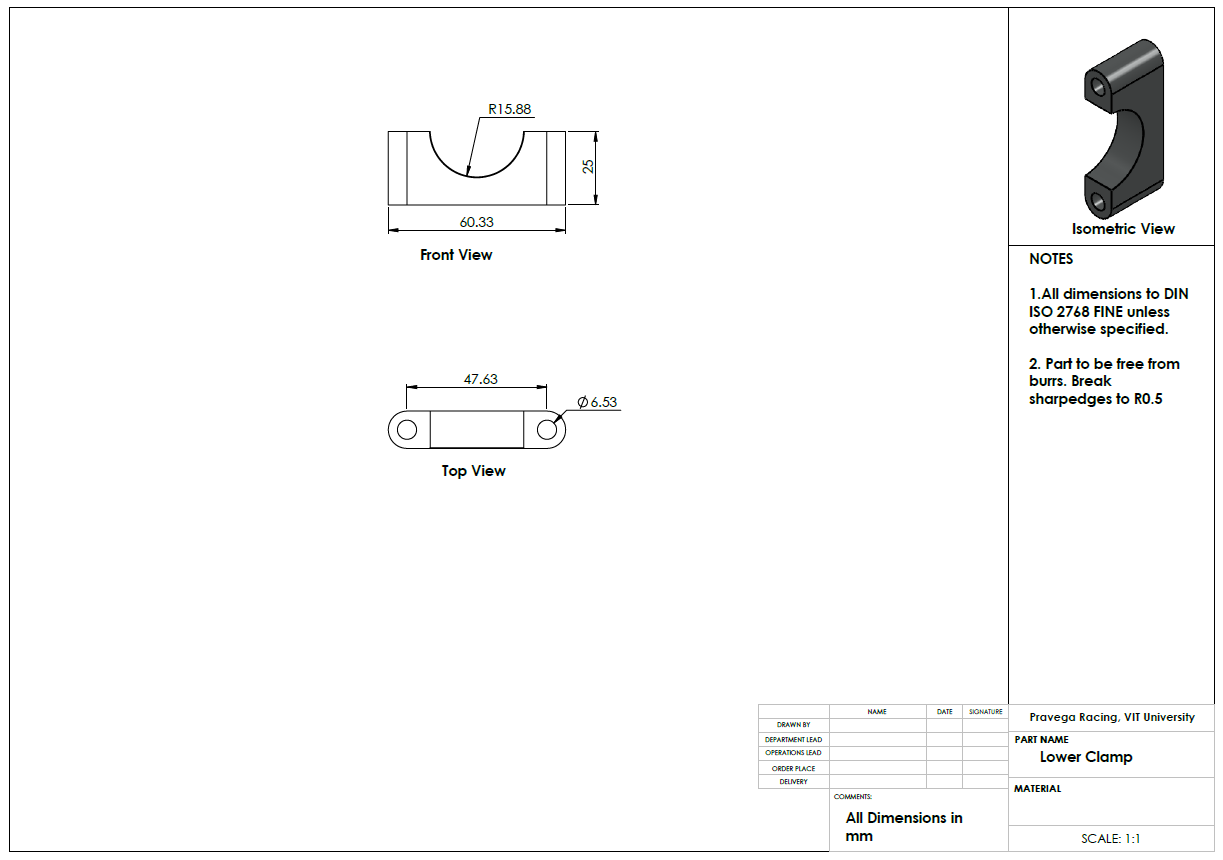 R15.88
25
60.33
Front View
47.63
Ø6.53
Top View
Isometric View
NOTES
1.All dimensions to DIN
ISO 2768 FINE unless
otherwise specified.
2. Part to be free from
burrs. Break
sharpedges to R0.5
NAME DATE SIGNATURE
DRAWN BY
DEPARTMENT LEAD
OPERATIONS LEAD
ORDER PLACE
DELIVERY
COMMENTS:
All Dimensions in
mm
Pravega Racing, VIT University
PART NAME
Lower Clamp
MATERIAL
SCALE: 1:1